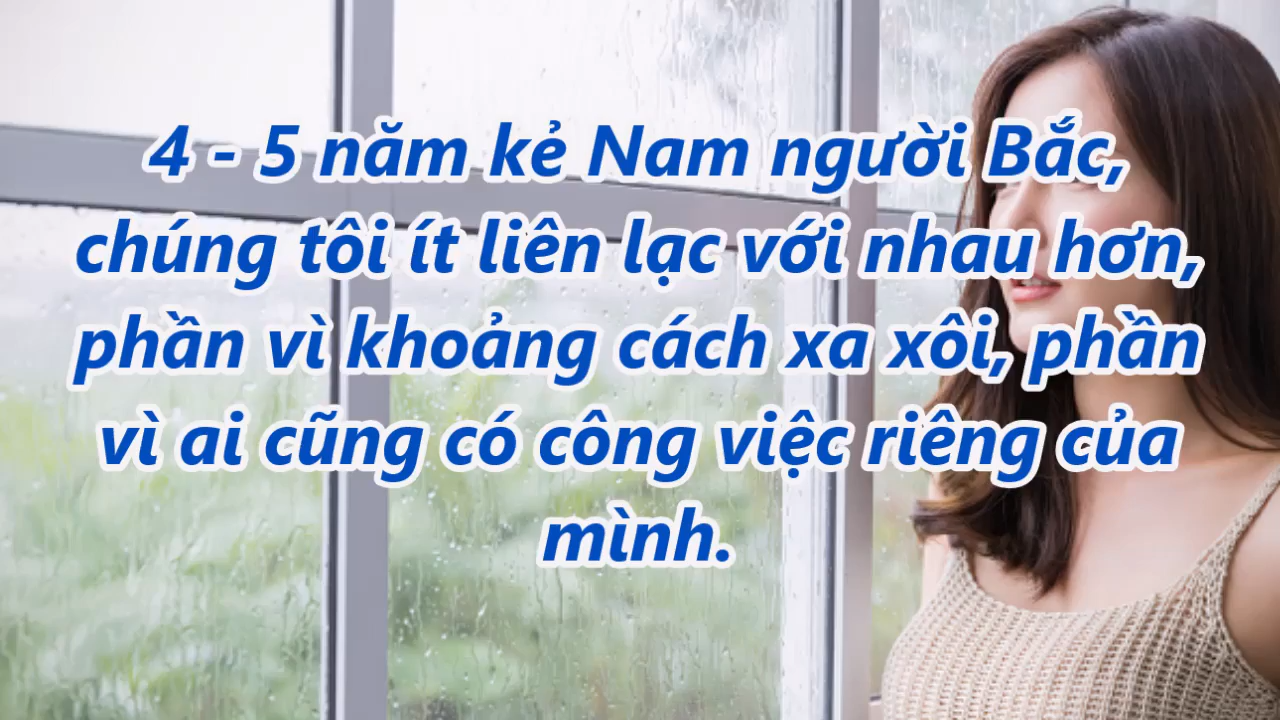 4 - 5 năm kẻ Nam người Bắc,
chúng tôi ít liên lạc với nhau hơn,
phần vì khoảng cách xa xôi, phần
vì ai cũng có công việc riêng của
mình.